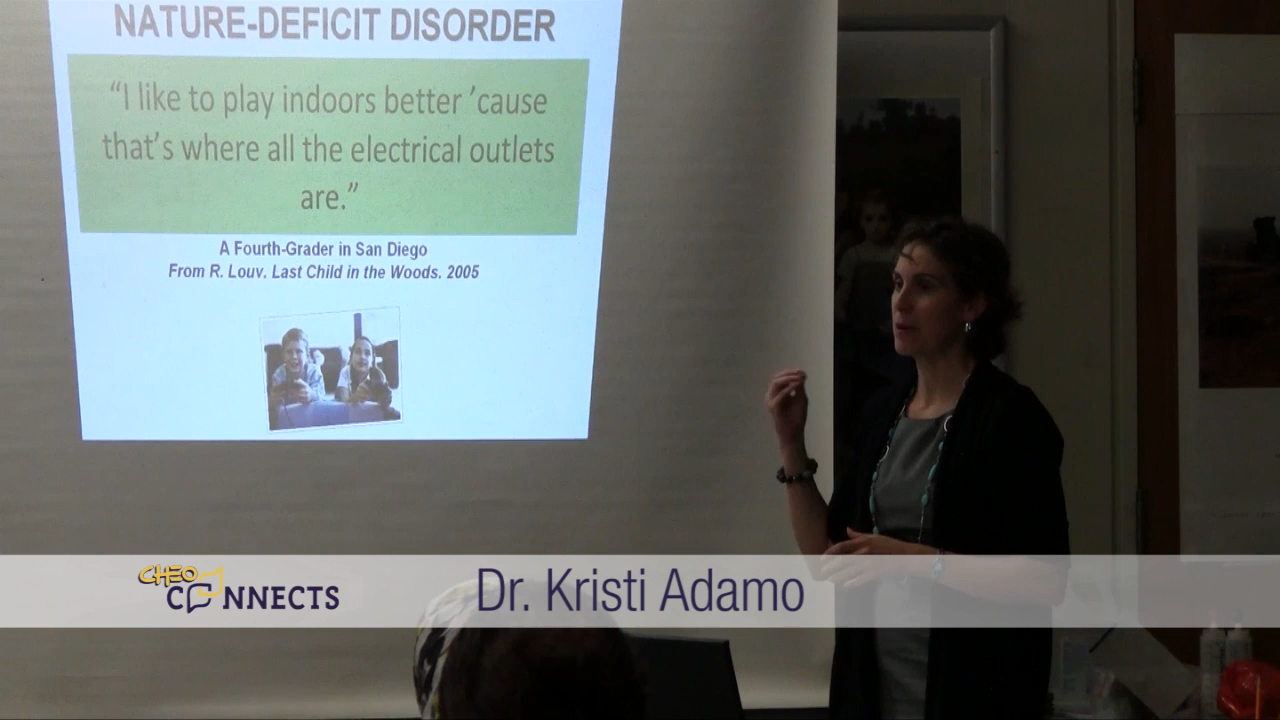 NATURE-DEFICIT DISORDER
“I like to play indoors better ’cause
that’s where all the electrical outlets
are.”
A Fourth-Grader in San Diego
From R. Louv. Last Child in the Woods. 2005
CHEO
CONNECTS
Dr. Kristi Adamo